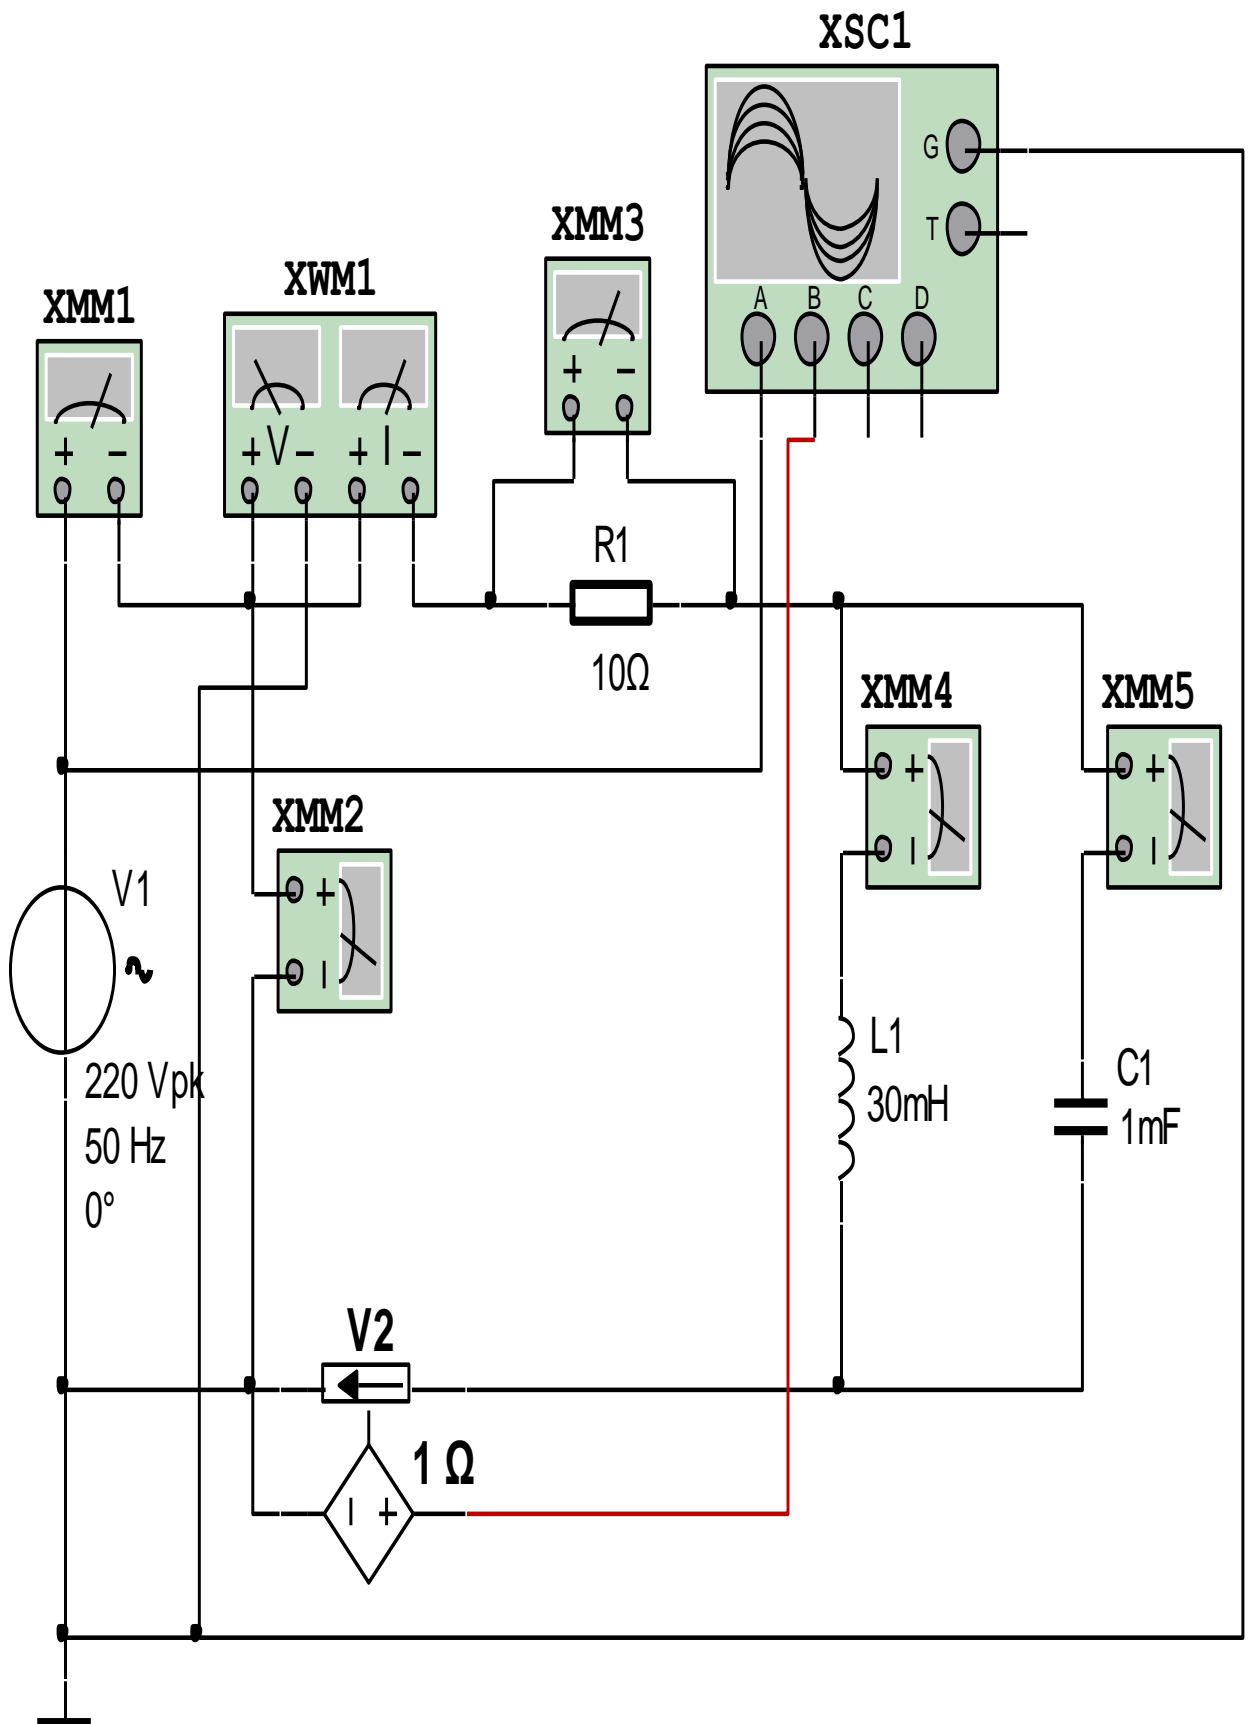 XSC1
G
T
A B C D
XMM3
+ −
XWM1
+ V − + I −
XMM1
+ −
R1
10Ω
XMM4
+
−
XMM5
+
−
XMM2
+
−
V1
220 Vpk
50 Hz
0°
L1
30mH
C1
1mF
V2
1 Ω
− +